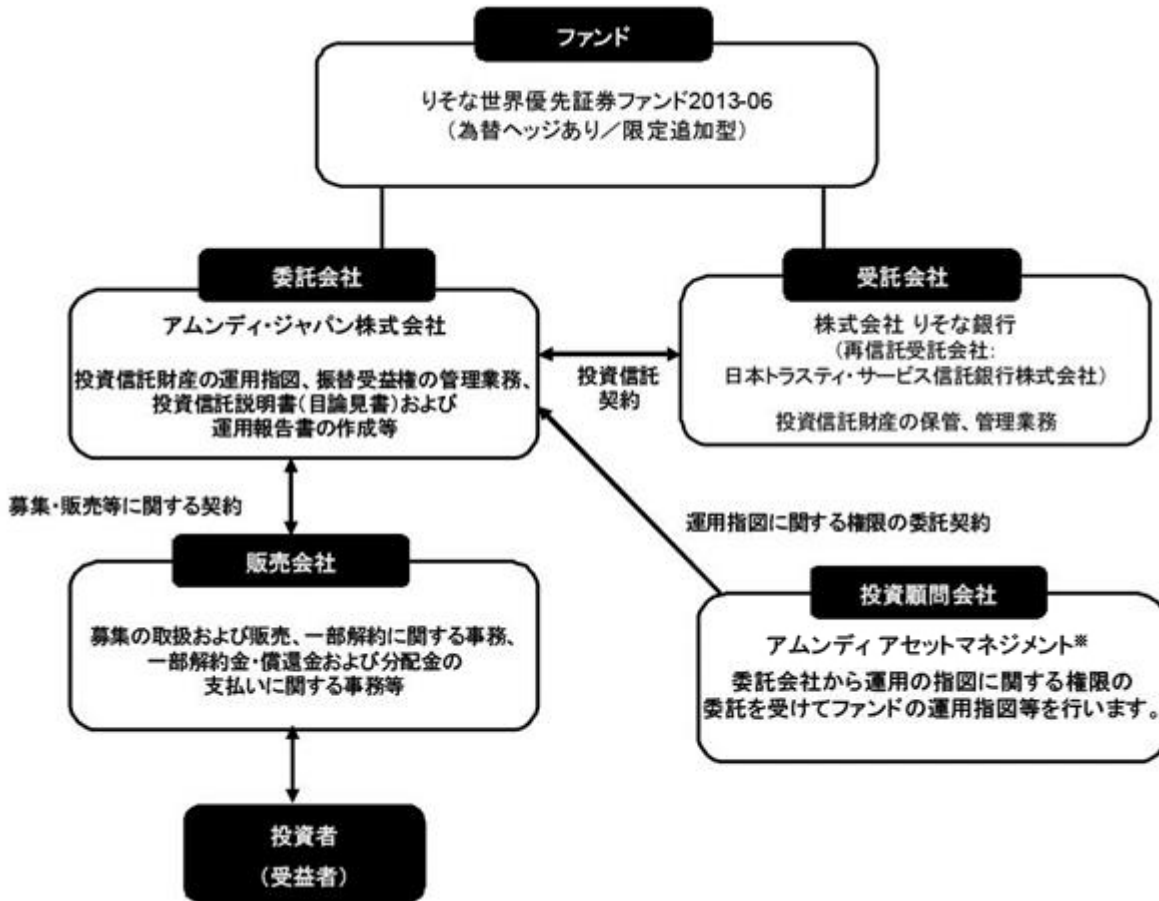 ファンド
りそな世界優先証券ファンド2013-06
（為替ヘッジあり／限定追加型）
委託会社
アムンディ・ジャパン株式会社
投資信託財産の運用指図、振替受益権の管理業務、
投資信託説明書（目論見書）および
運用報告書の作成等
投資信託
契約
受託会社
株式会社 りそな銀行
（再信託受託会社:
日本トラスティ・サービス信託銀行株式会社）
投資信託財産の保管、管理業務
募集・販売等に関する契約
運用指図に関する権限の委託契約
販売会社
募集の取扱および販売、一部解約に関する事務、
一部解約金・償還金および分配金の
支払いに関する事務等
投資顧問会社
アムンディ アセットマネジメント※
委託会社から運用の指図に関する権限の
委託を受けてファンドの運用指図等を行います。
投資者
（受益者）